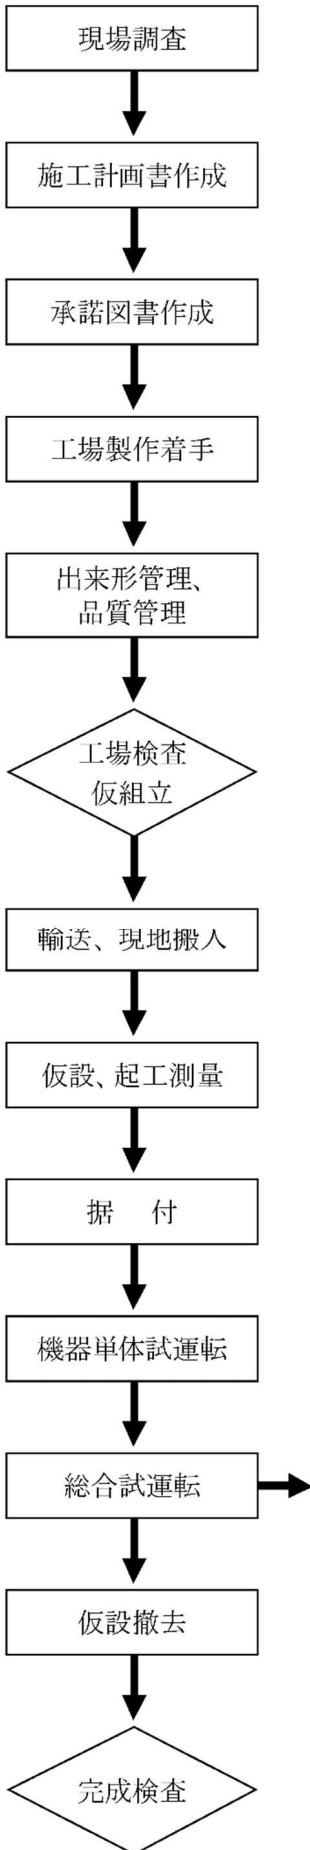 現場調査
施工計画書作成
承諾図書作成
工場製作着手
出来形管理、
品質管理
工場検査
仮組立
輸送、現地搬入
仮設、起工測量
据　付
機器単体試運転
総合試運転
仮設撤去
完成検査